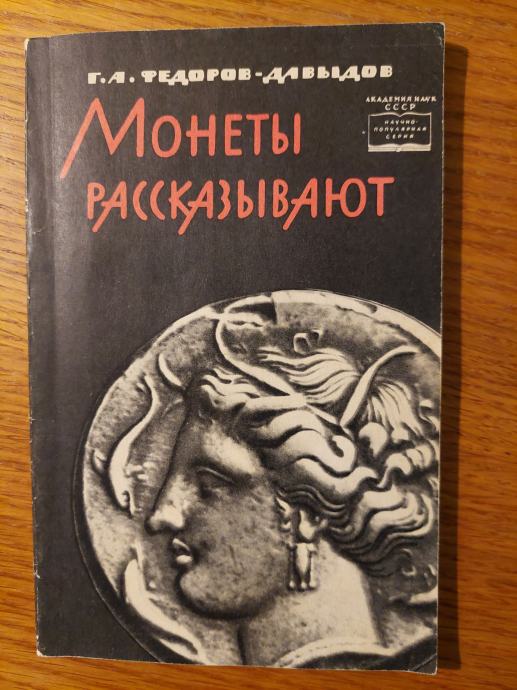 Г. А. ФЕДОРОВ-ДАВЫДОВ
АКАДЕМИЯ НАУК
СССР
НАУЧНО-
ПОПУЛЯРНАЯ
СЕРИЯ
МОНЕТЫ
РАССКАЗЫВАЮТ